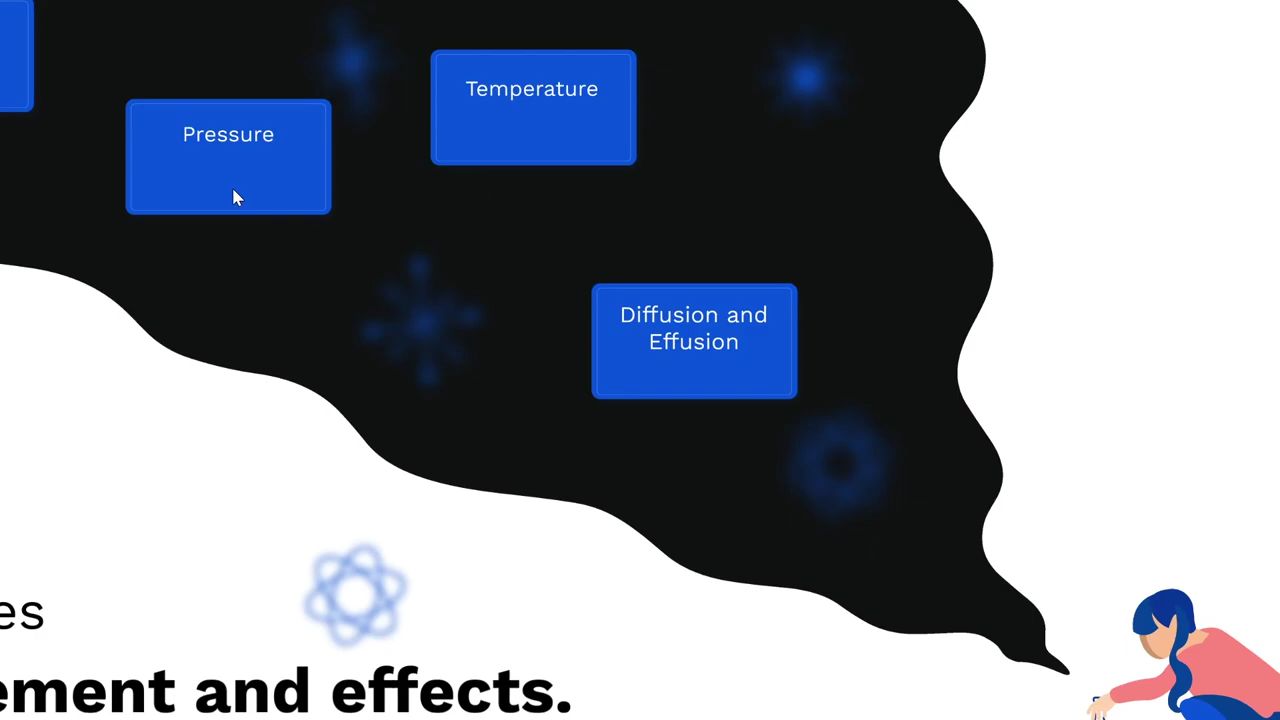 Temperature
Pressure
Diffusion and
Effusion
es
ement and effects.